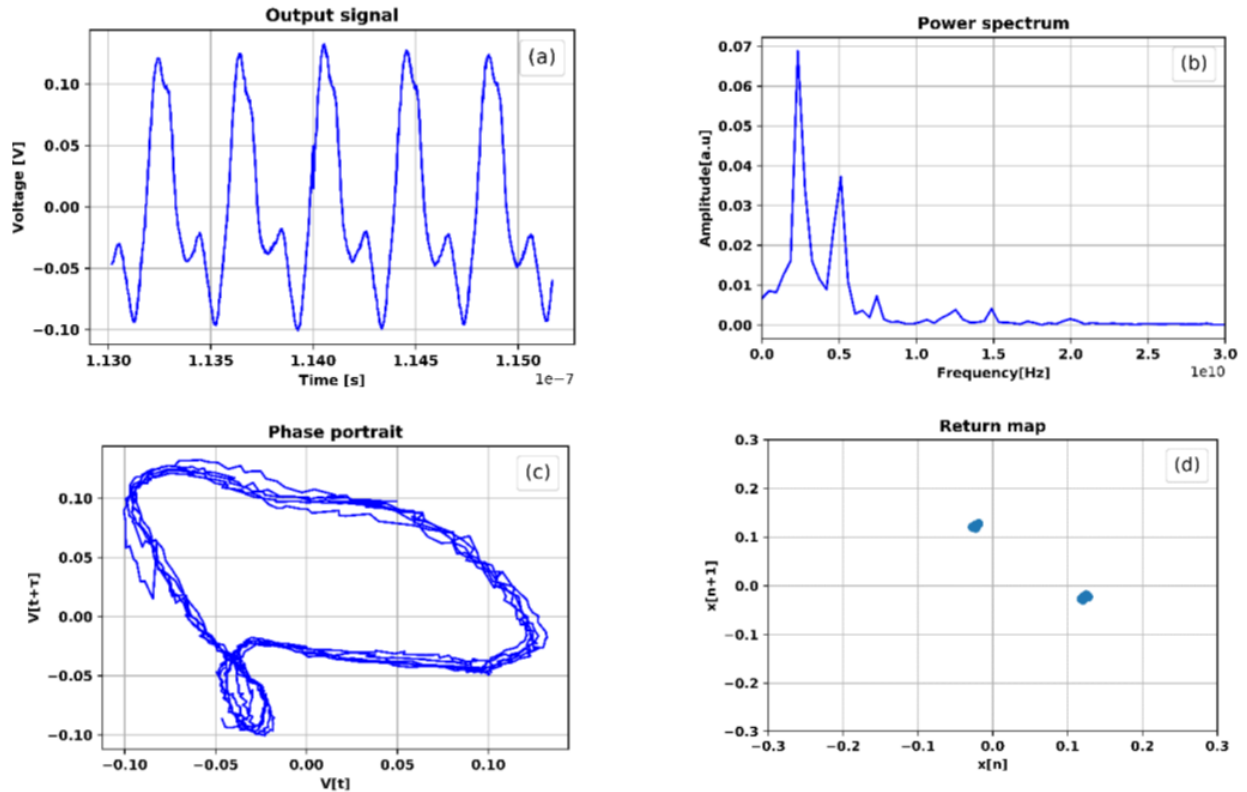 Output signal
(a)
0.10
0.05
0.00
−0.05
−0.10
Voltage [V]
1.130 1.135 1.140 1.145 1.150
Time [s]
1e−7
Power spectrum
(b)
0.07
0.06
0.05
0.04
0.03
0.02
0.01
0.00
Amplitude[a.u]
0.0 0.5 1.0 1.5 2.0 2.5 3.0
Frequency[Hz]
1e10
Phase portrait
(c)
0.10
0.05
0.00
−0.05
−0.10
V[t+τ]
−0.10 −0.05 0.00 0.05 0.10
V[t]
Return map
(d)
0.3
0.2
0.1
0.0
−0.1
−0.2
−0.3
x[n+1]
−0.3 −0.2 −0.1 0.0 0.1 0.2 0.3
x[n]